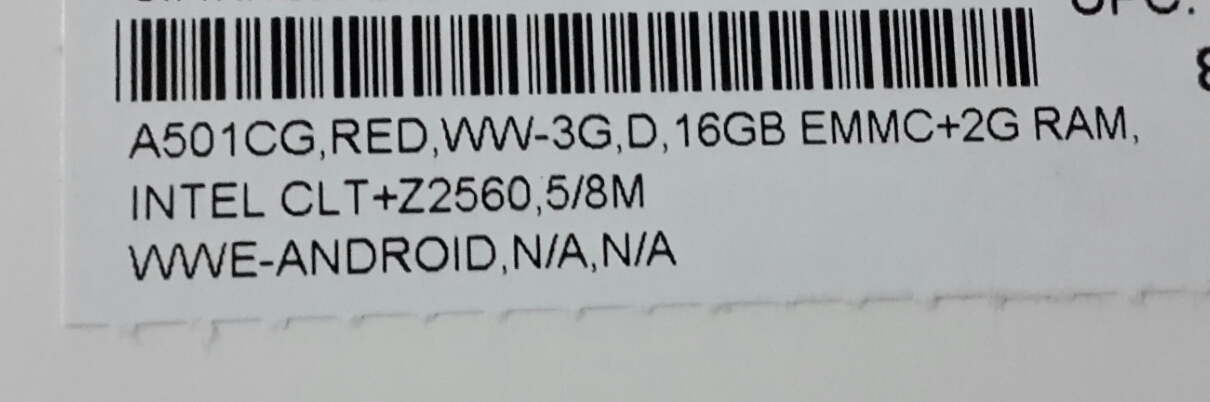 A501CG,RED,WW-3G,D,16GB EMMC+2G RAM,
INTEL CLT+Z2560,5/8M
WWE-ANDROID,N/A,N/A